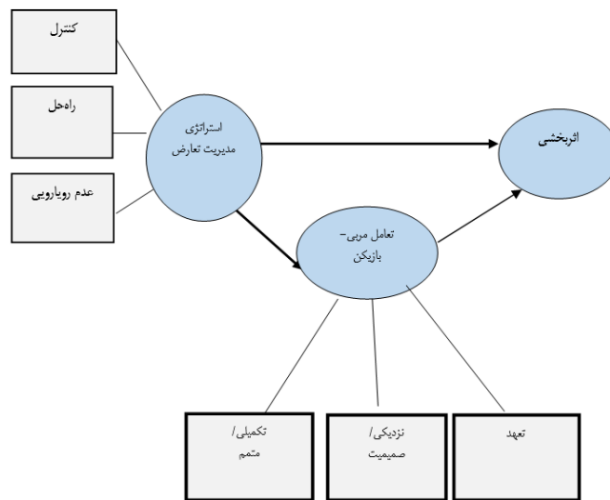 کنترل
راه‌حل
عدم رویارویی
استراتژی
مدیریت تعارض
اثربخشی
تعامل مربی–
بازیکن
تکمیلی/
متمم
نزدیکی/
صمیمیت
تعهد